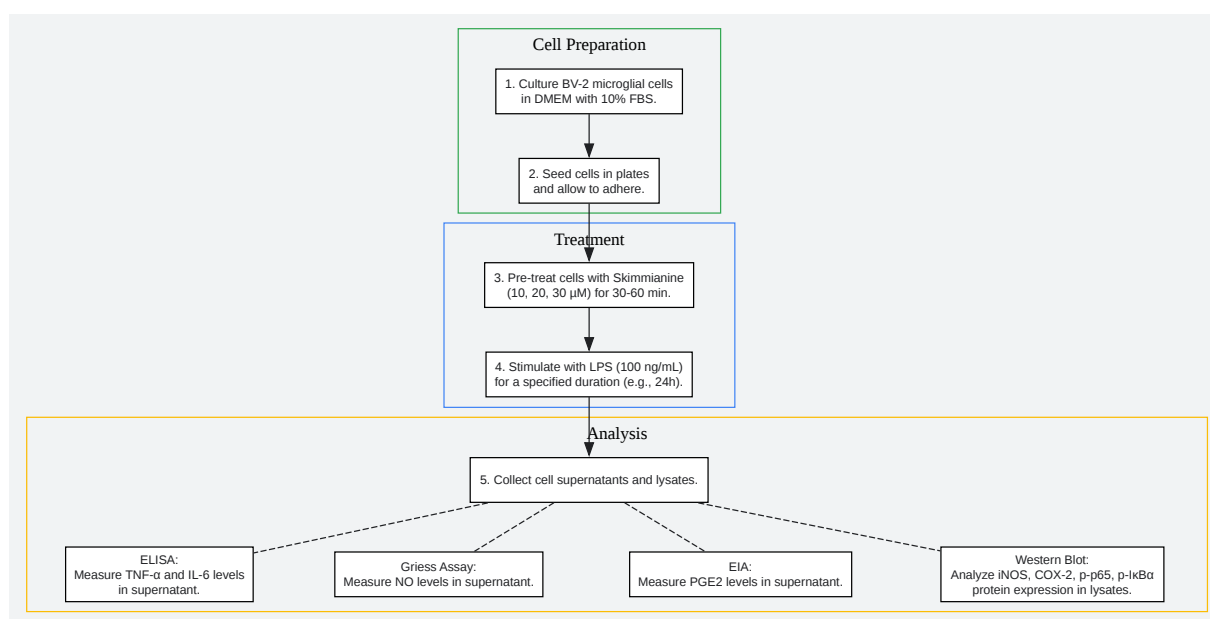 Cell Preparation
1. Culture BV-2 microglial cells
in DMEM with 10% FBS.
2. Seed cells in plates
and allow to adhere.
Treatment
3. Pre-treat cells with Skimmianine
(10, 20, 30 µM) for 30-60 min.
4. Stimulate with LPS (100 ng/mL)
for a specified duration (e.g., 24h).
Analysis
5. Collect cell supernatants and lysates.
ELISA:
Measure TNF-α and IL-6 levels
in supernatant.
Griess Assay:
Measure NO levels in supernatant.
EIA:
Measure PGE2 levels in supernatant.
Western Blot:
Analyze iNOS, COX-2, p-p65, p-IκBα
protein expression in lysates.